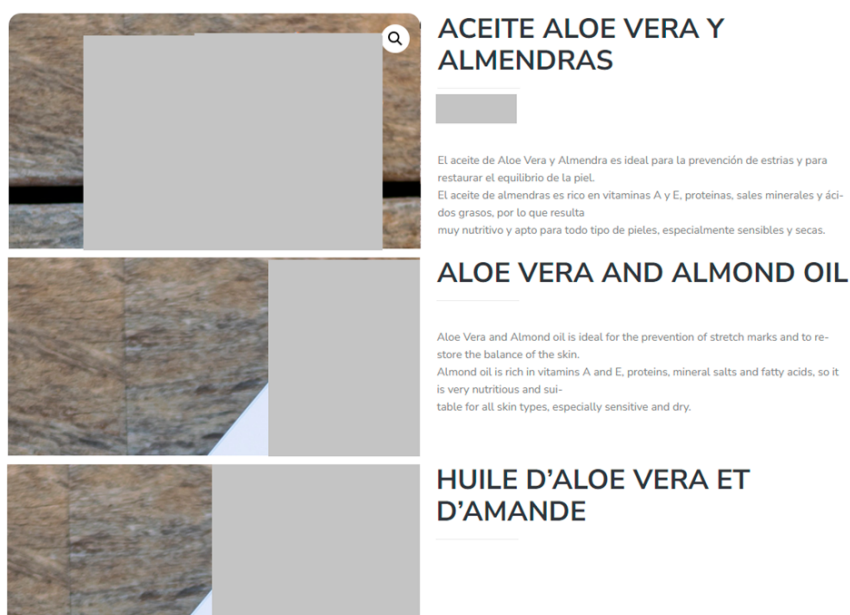 ACEITE ALOE VERA Y
ALMENDRAS
El aceite de Aloe Vera y Almendra es ideal para la prevención de estrias y para
restaurar el equilibrio de la piel.
El aceite de almendras es rico en vitaminas A y E, proteinas, sales minerales y áci-
dos grasos, por lo que resulta
muy nutritivo y apto para todo tipo de pieles, especialmente sensibles y secas.
ALOE VERA AND ALMOND OIL
Aloe Vera and Almond oil is ideal for the prevention of stretch marks and to re-
store the balance of the skin.
Almond oil is rich in vitamins A and E, proteins, mineral salts and fatty acids, so it
is very nutritious and sui-
table for all skin types, especially sensitive and dry.
HUILE D’ALOE VERA ET
D’AMANDE